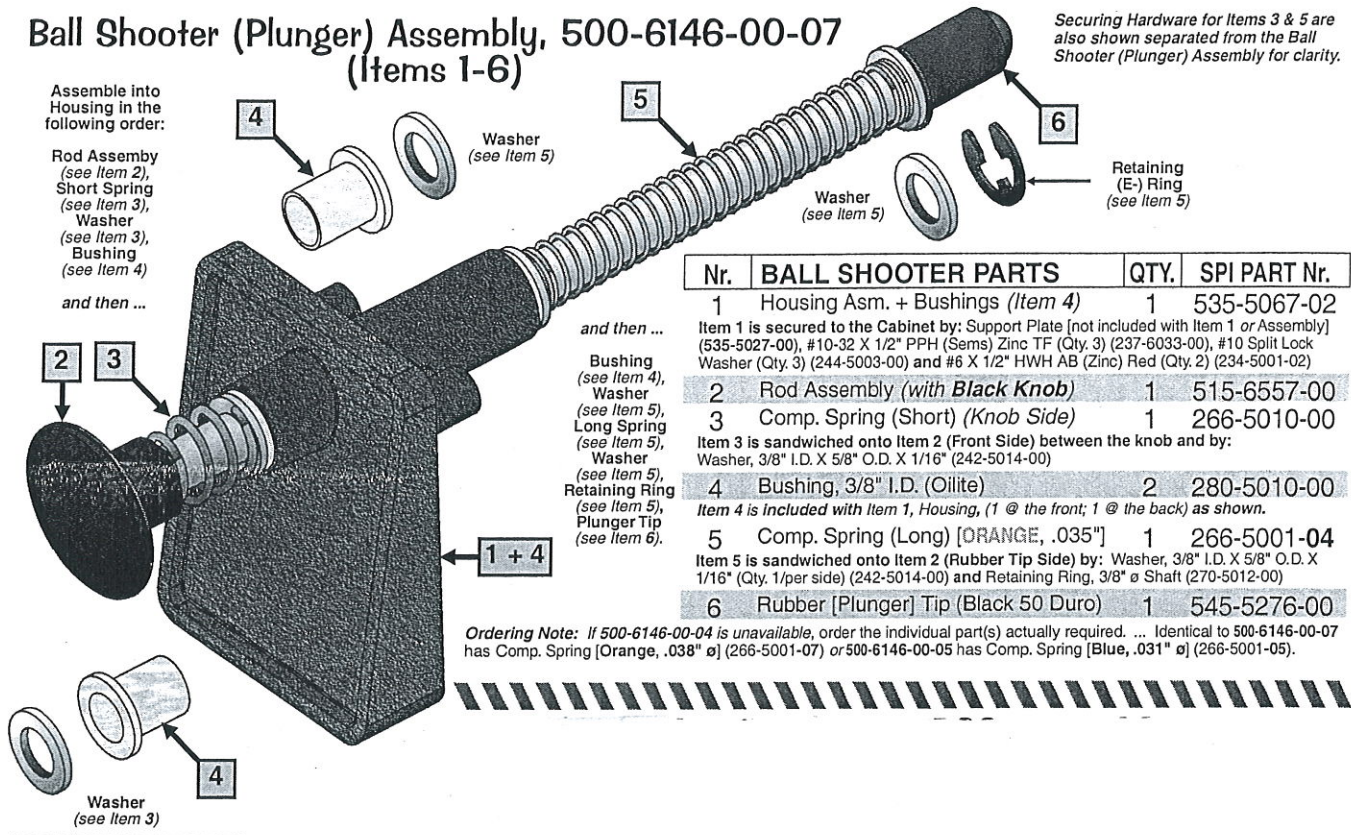 Ball Shooter (Plunger) Assembly, 500-6146-00-07
(Items 1-6)
Securing Hardware for Items 3 & 5 are
also shown separated from the Ball
Shooter (Plunger) Assembly for clarity.
Assemble into
Housing in the
following order:
Rod Assemby
(see Item 2),
Short Spring
(see Item 3),
Washer
(see Item 3),
Bushing
(see Item 4)
and then ...
4
Washer
(see Item 5)
5
6
Washer
(see Item 5)
Retaining
(E-) Ring
(see Item 5)
2
3
and then ...
Bushing
(see Item 4),
Washer
(see Item 5),
Long Spring
(see Item 5),
Washer
(see Item 5),
Retaining Ring
(see Item 5),
Plunger Tip
(see Item 6).
1 + 4
4
Washer
(see Item 3)
Nr. BALL SHOOTER PARTS QTY. SPI PART Nr.
1 Housing Asm. + Bushings (Item 4) 1 535-5067-02
Item 1 is secured to the Cabinet by: Support Plate [not included with Item 1 or Assembly]
(535-5027-00), #10-32 X 1/2" PPH (Sems) Zinc TF (Qty. 3) (237-6033-00), #10 Split Lock
Washer (Qty. 3) (244-5003-00) and #6 X 1/2" HWH AB (Zinc) Red (Qty. 2) (234-5001-02)
2 Rod Assembly (with Black Knob) 1 515-6557-00
3 Comp. Spring (Short) (Knob Side) 1 266-5010-00
Item 3 is sandwiched onto Item 2 (Front Side) between the knob and by:
Washer, 3/8" I.D. X 5/8" O.D. X 1/16" (242-5014-00)
4 Bushing, 3/8" I.D. (Oilite) 2 280-5010-00
Item 4 is included with Item 1, Housing, (1 @ the front; 1 @ the back) as shown.
5 Comp. Spring (Long) [ORANGE, .035"] 1 266-5001-04
Item 5 is sandwiched onto Item 2 (Rubber Tip Side) by: Washer, 3/8" I.D. X 5/8" O.D. X
1/16" (Qty. 1/per side) (242-5014-00) and Retaining Ring, 3/8" ø Shaft (270-5012-00)
6 Rubber [Plunger] Tip (Black 50 Duro) 1 545-5276-00
Ordering Note: If 500-6146-00-04 is unavailable, order the individual part(s) actually required. ... Identical to 500-6146-00-07
has Comp. Spring [Orange, .038" ø] (266-5001-07) or 500-6146-00-05 has Comp. Spring [Blue, .031" ø] (266-5001-05).